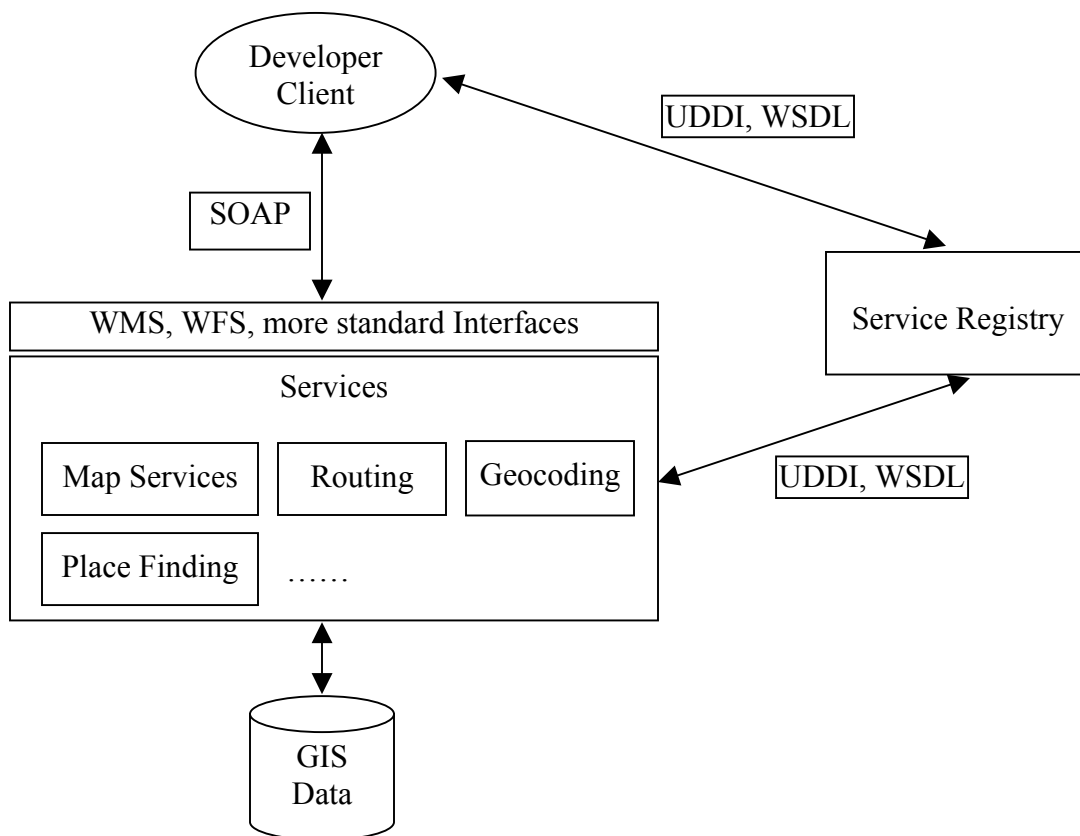 Developer
Client
UDDI, WSDL
SOAP
WMS, WFS, more standard Interfaces
Service Registry
Services
Map Services
Routing
Geocoding
UDDI, WSDL
Place Finding
......
GIS
Data